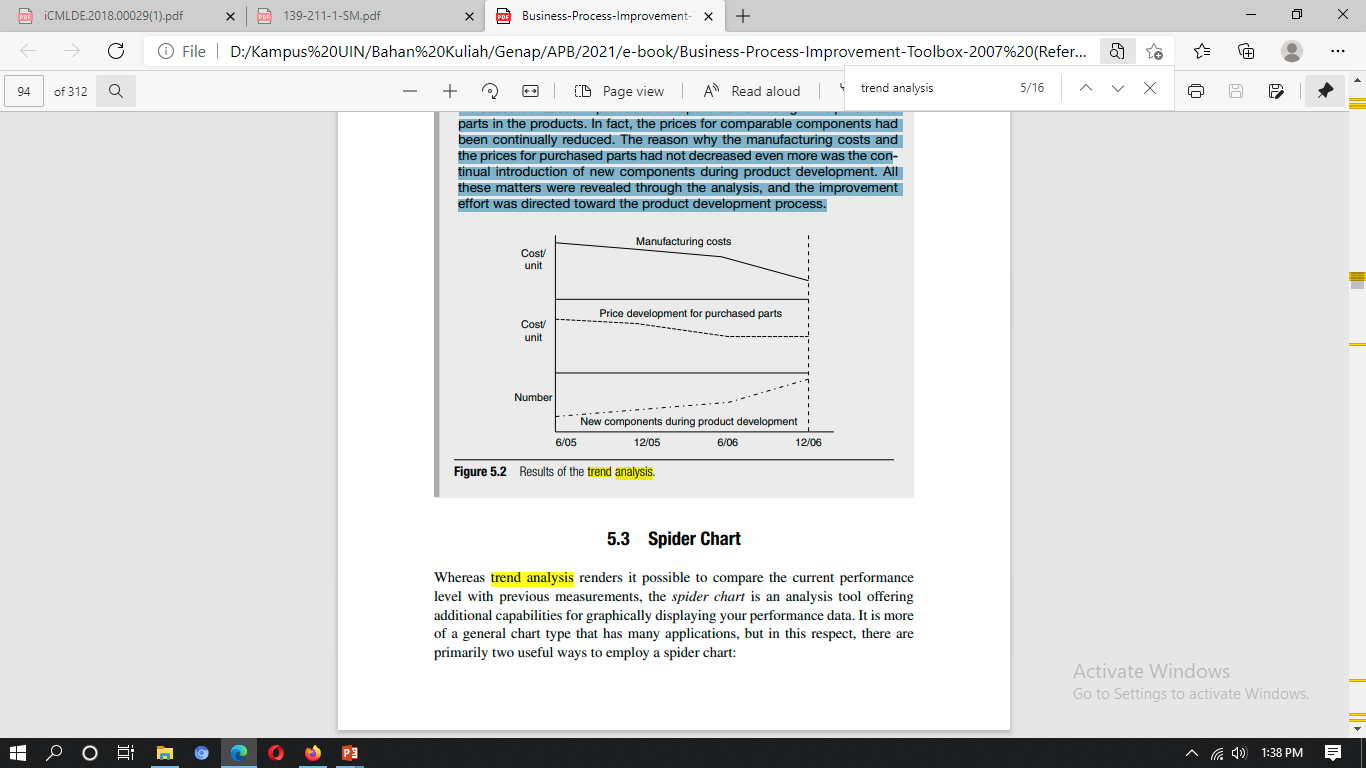 iCMLDE.2018.00029(1).pdf
139-211-1-SM.pdf
Business-Process-Improvement-
File
D:/Kampus%20UIN/Bahan%20Kuliah/Genap/APB/2021/e-book/Business-Process-Improvement-Toolbox-2007%20(Refer...
94 of 312
Page view
Read aloud
trend analysis
5/16
parts in the products. In fact, the prices for comparable components had
been continually reduced. The reason why the manufacturing costs and
the prices for purchased parts had not decreased even more was the con-
tinual introduction of new components during product development. All
these matters were revealed through the analysis, and the improvement
effort was directed toward the product development process.
Manufacturing costs
Cost/
unit
Price development for purchased parts
Cost/
unit
Number
New components during product development
6/05 12/05 6/06 12/06
Figure 5.2 Results of the trend analysis.
5.3 Spider Chart
Whereas trend analysis renders it possible to compare the current performance
level with previous measurements, the spider chart is an analysis tool offering
additional capabilities for graphically displaying your performance data. It is more
of a general chart type that has many applications, but in this respect, there are
primarily two useful ways to employ a spider chart:
Activate Windows
Go to Settings to activate Windows.
1:38 PM